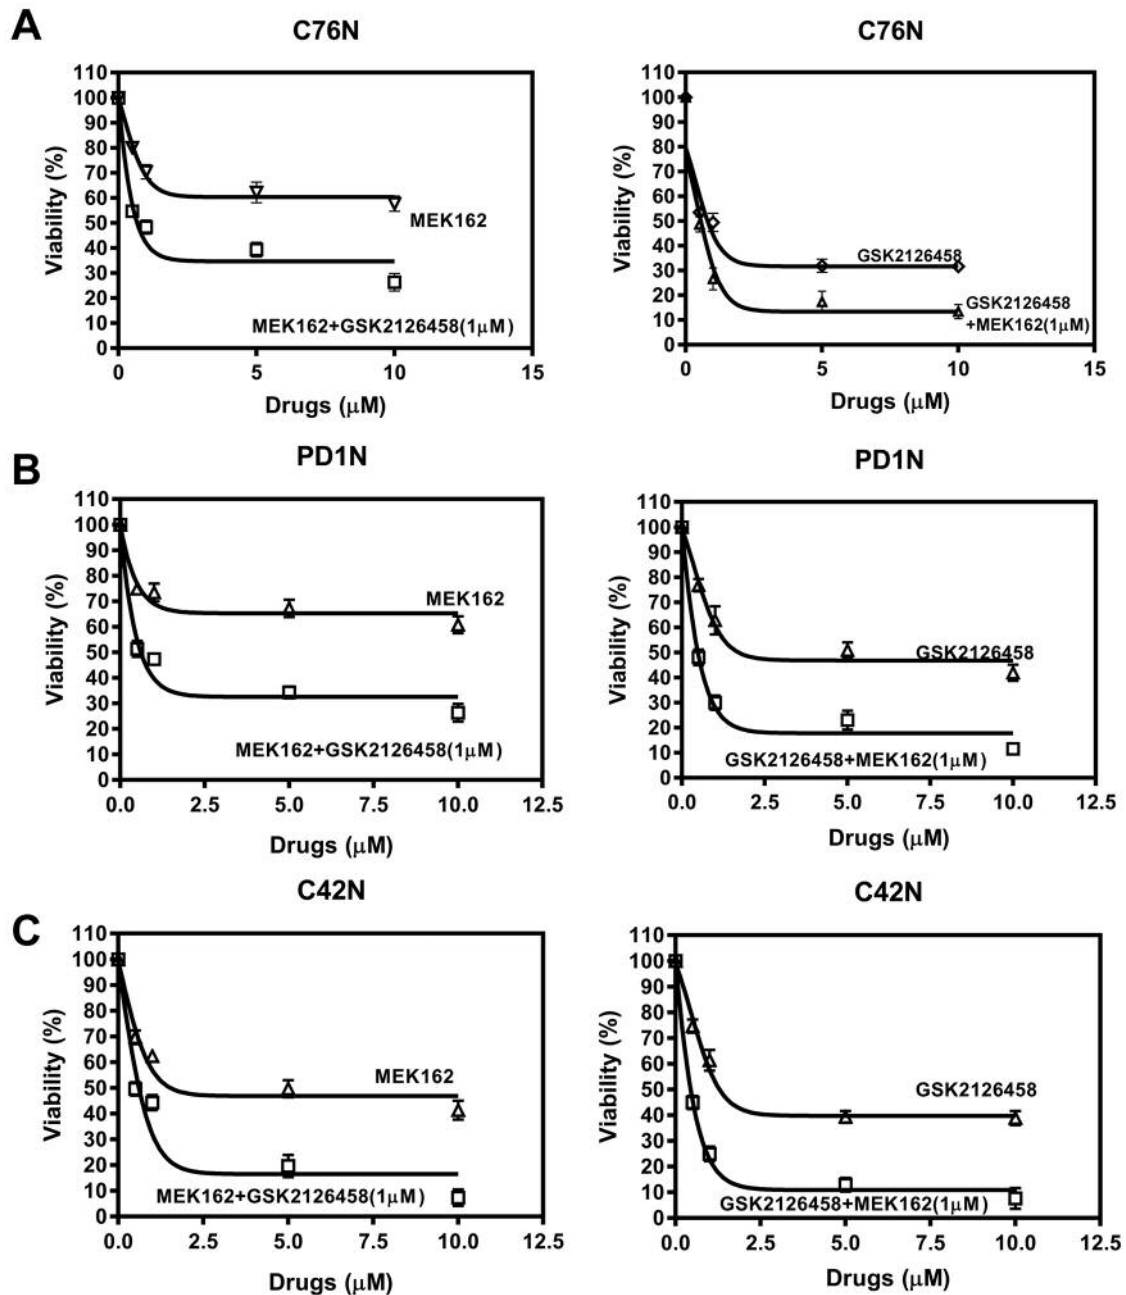 A
C76N
Viability (%)
110
100
90
80
70
60
50
40
30
20
10
0
MEK162
MEK162+GSK2126458(1μM)
0 5 10 15
Drugs (μM)
C76N
Viability (%)
110
100
90
80
70
60
50
40
30
20
10
0
GSK2126458
GSK2126458
+MEK162(1μM)
0 5 10 15
Drugs (μM)
B
PD1N
Viability (%)
110
100
90
80
70
60
50
40
30
20
10
0
MEK162
MEK162+GSK2126458(1μM)
0.0 2.5 5.0 7.5 10.0 12.5
Drugs (μM)
PD1N
Viability (%)
110
100
90
80
70
60
50
40
30
20
10
0
GSK2126458
GSK2126458+MEK162(1μM)
0.0 2.5 5.0 7.5 10.0 12.5
Drugs (μM)
C
C42N
Viability (%)
110
100
90
80
70
60
50
40
30
20
10
0
MEK162
MEK162+GSK2126458(1μM)
0.0 2.5 5.0 7.5 10.0 12.5
Drugs (μM)
C42N
Viability (%)
110
100
90
80
70
60
50
40
30
20
10
0
GSK2126458
GSK2126458+MEK162(1μM)
0.0 2.5 5.0 7.5 10.0 12.5
Drugs (μM)